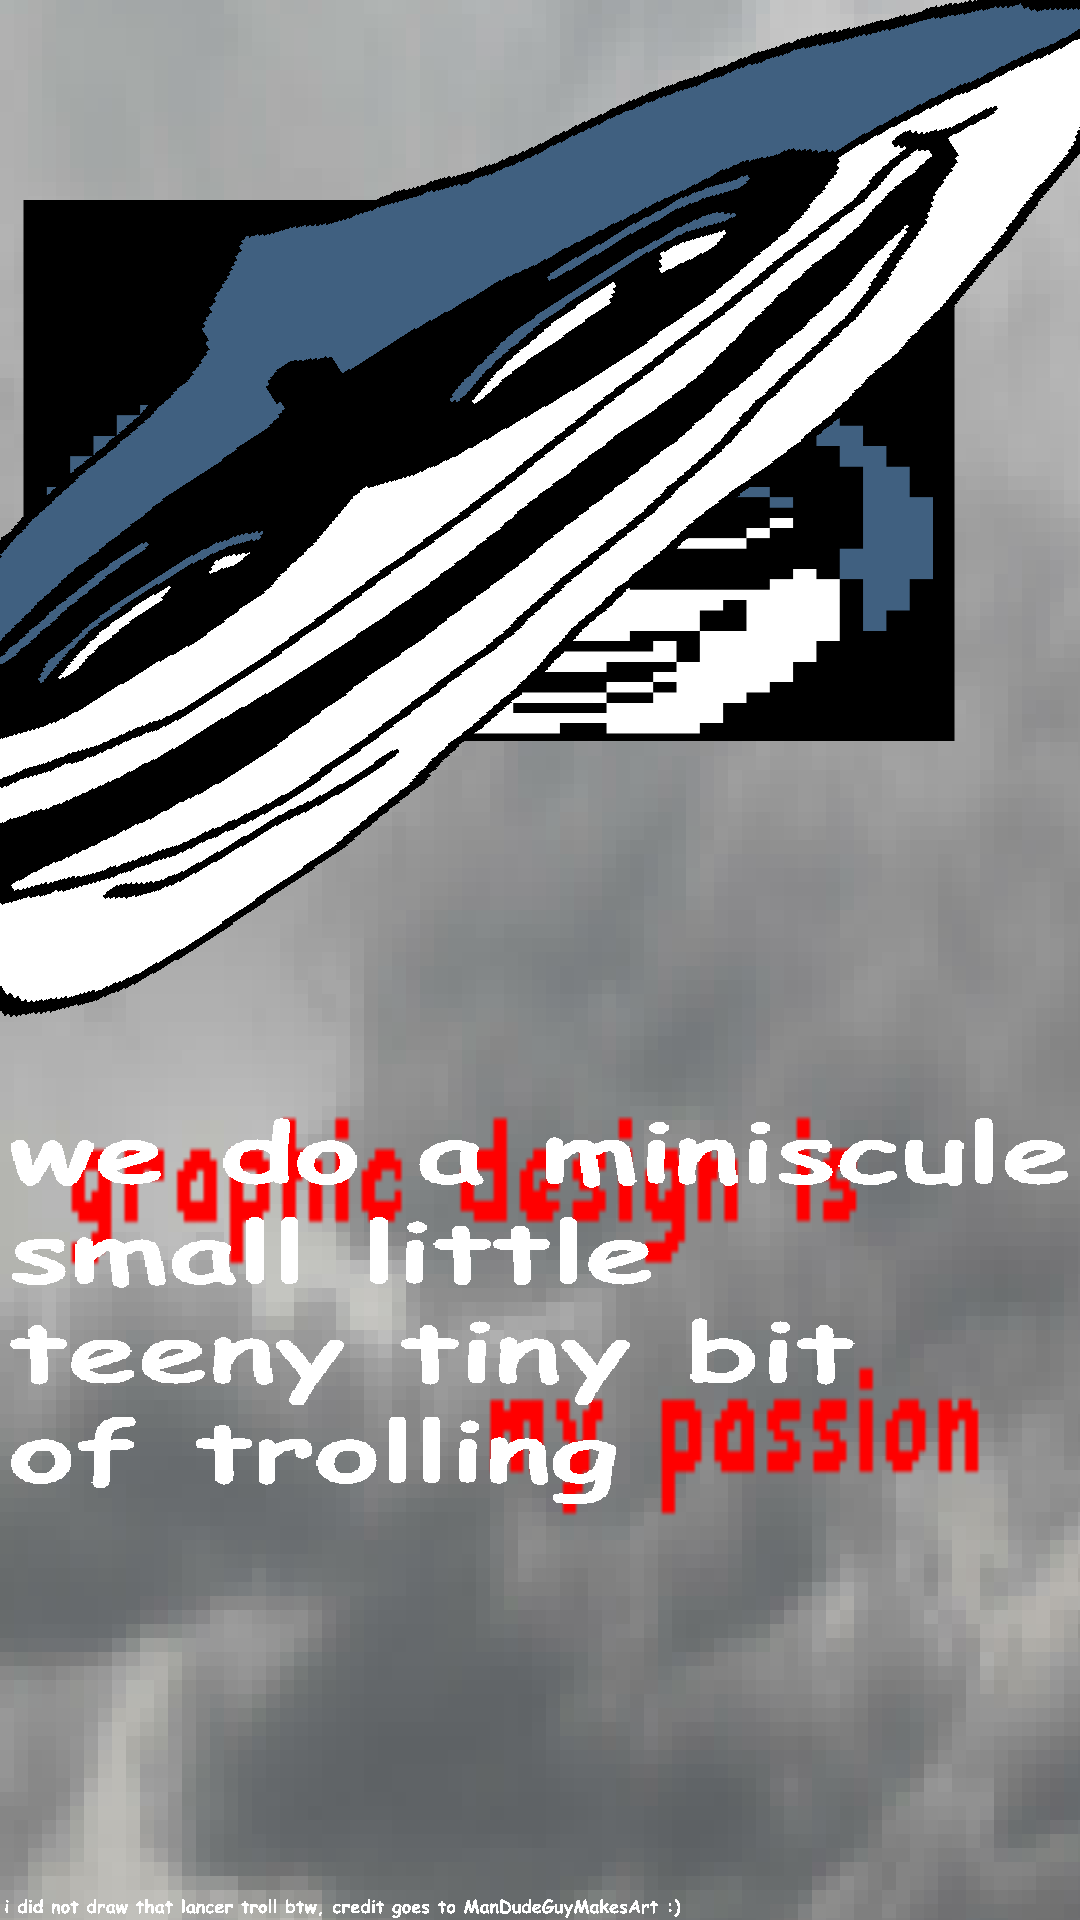 we do a miniscule
graphic design is
small little
teeny tiny bit
my passion
of trolling
i did not draw that lancer troll btw, credit goes to ManDudeGuyMakesArt :)